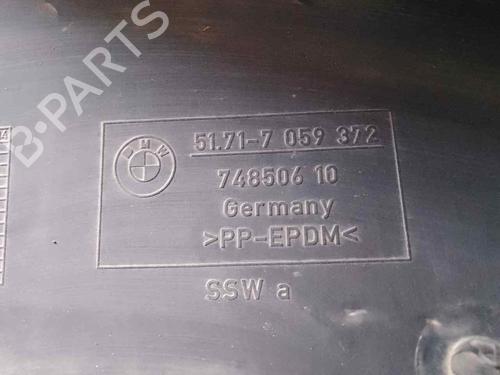 B-PARTS
BMW
51.71-7 059 372
748506 10
Germany
>PP-EPDM<
SSW a